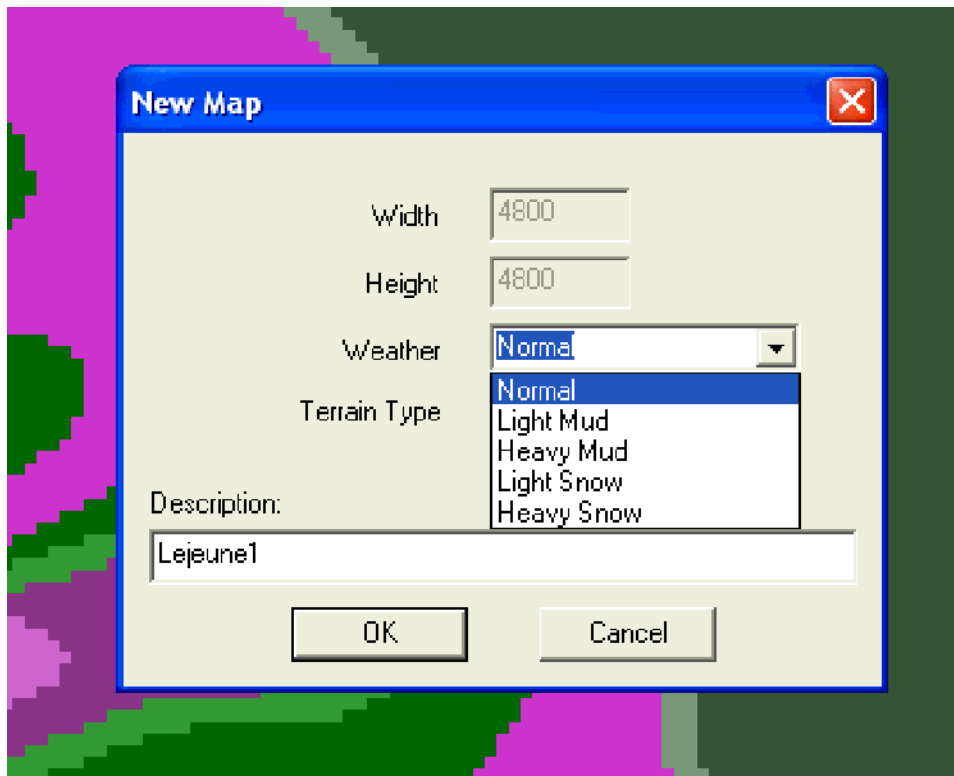 New Map
Width 4800
Height 4800
Weather Normal
Normal
Light Mud
Terrain Type
Heavy Mud
Light Snow
Heavy Snow
Description:
Lejeune1
OK Cancel